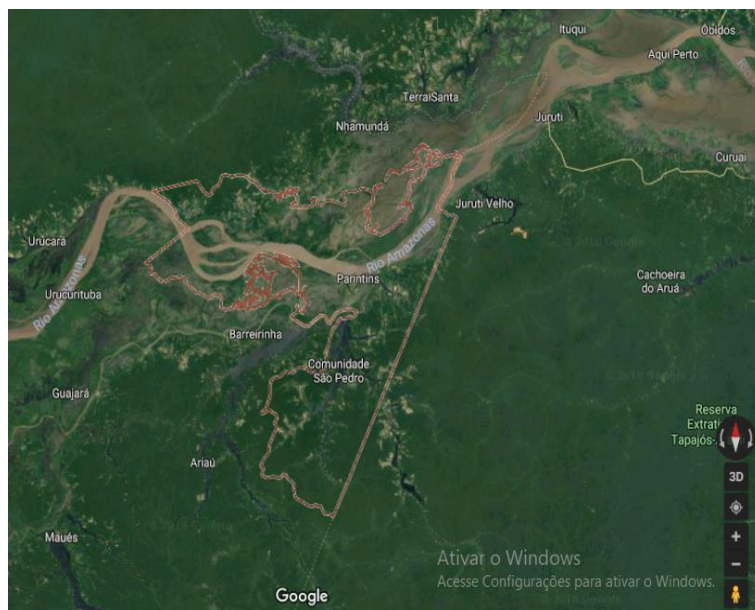 Ituqui
Óbidos
Aqui Perto
Terra Santa
Nhamundá
Juruti
Curuai
Juruti Velho
Urucará
Rio Amazonas
Parintins
Rio Amazonas
Urucurituba
Cachoeira
do Aruá
Barreirinha
Comunidade
São Pedro
Guajará
Reserva
Tapajós
Ariaú
3D
Maués
Ativar o Windows
Acesse Configurações para ativar o Windows.
Google